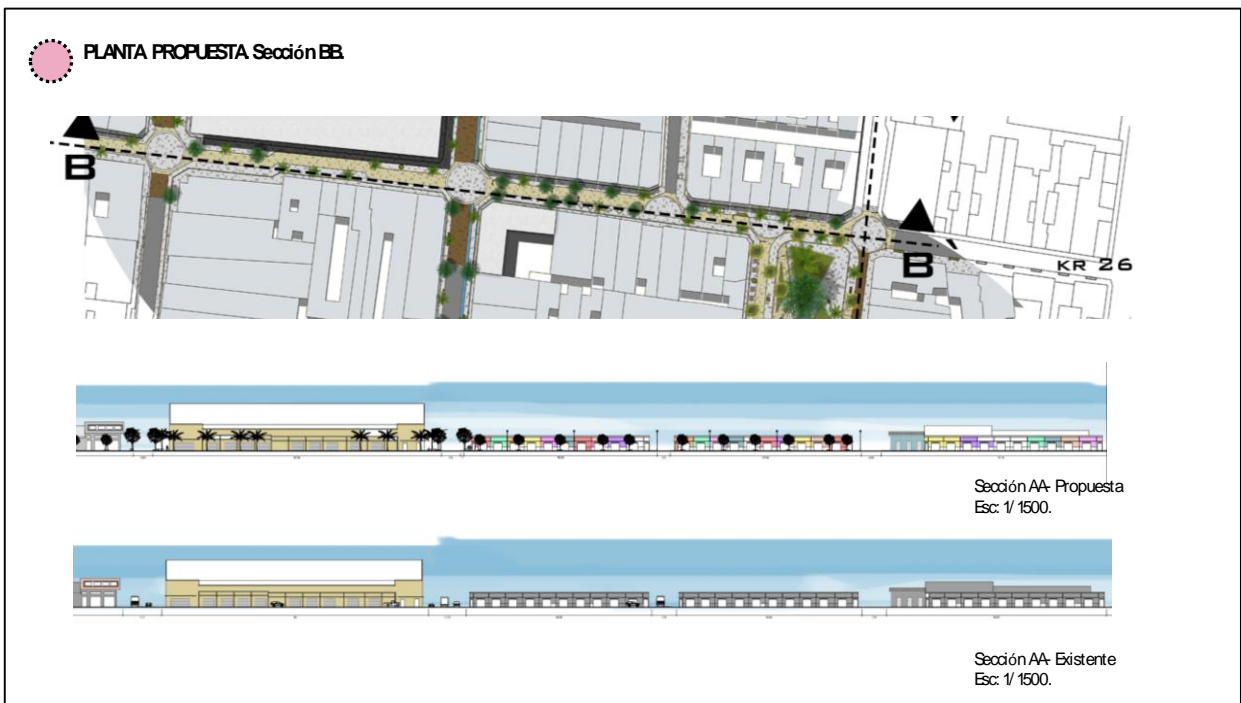 PLANTA PROPUESTA. Sección BB.
B
B
KR 26
Sección AA- Propuesta
Esc: 1/ 1500.
Sección AA- Existente
Esc: 1/ 1500.